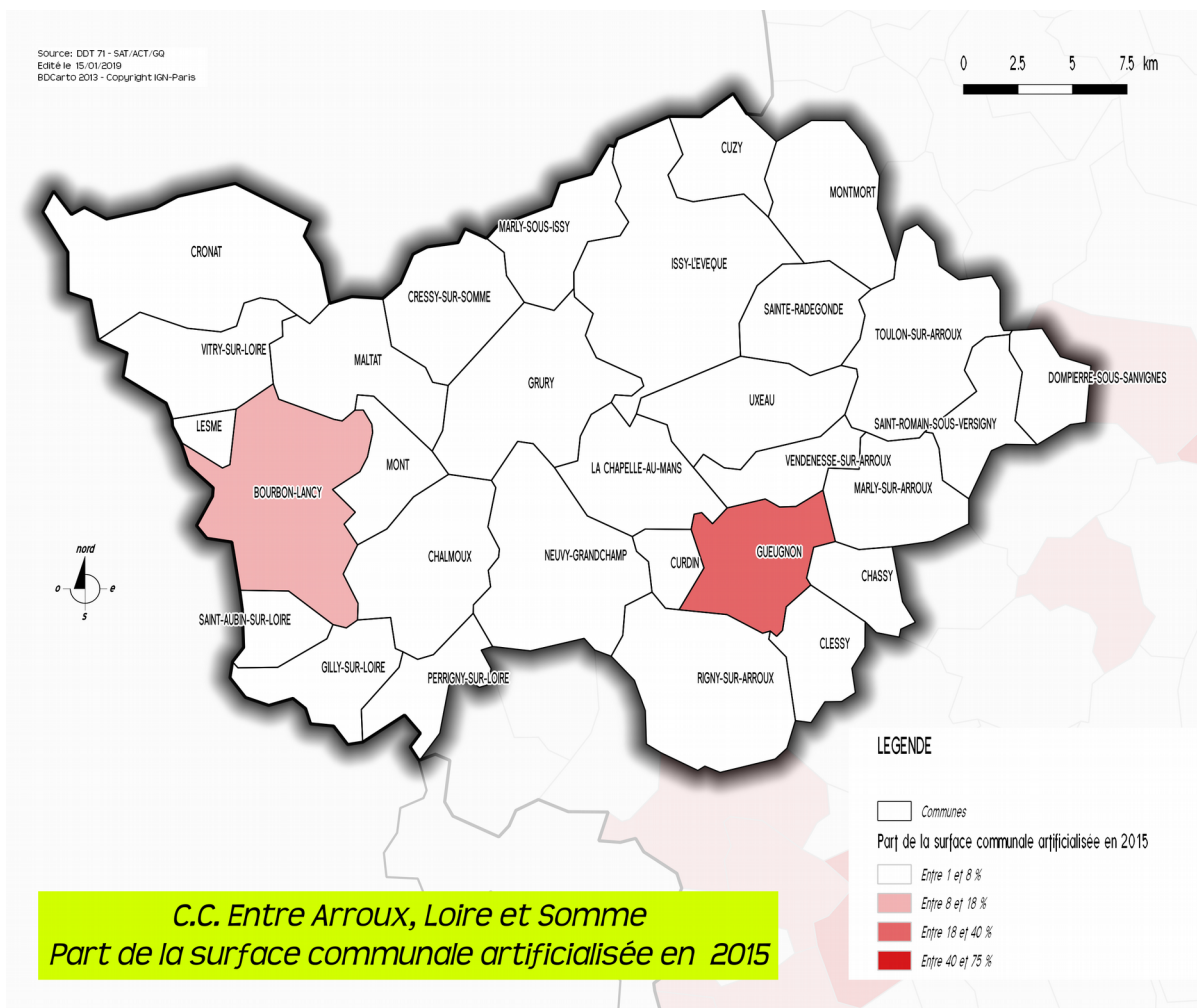 Source: DDT 71 - SAT/ACT/GQ
Edité le 15/01/2019
BDCarto 2013 - Copyright IGN-Paris
0 2.5 5 7.5 km
CUZY
MONTMORT
MARLY-SOUS-ISSY
CRONAT
ISSY-L'EVEQUE
CRESSY-SUR-SOMME
SAINTE-RADEGONDE
TOULON-SUR-ARROUX
VITRY-SUR-LOIRE
MALTAT
DOMPIERRE-SOUS-SANVIGNES
GRURY
UXEAU
LESME
SAINT-ROMAIN-SOUS-VERSIGNY
VENDENESSE-SUR-ARROUX
MONT
LA CHAPELLE-AU-MANS
MARLY-SUR-ARROUX
BOURBON-LANCY
nord
o
e
s
CHALMOUX
NEUVY-GRANDCHAMP
GUEUGNON
CURDIN
CHASSY
SAINT-AUBIN-SUR-LOIRE
CLESSY
GILLY-SUR-LOIRE
PERRIGNY-SUR-LOIRE
RIGNY-SUR-ARROUX
LEGENDE
Communes
Part de la surface communale artificialisée en 2015
Entre 1 et 8 %
Entre 8 et 18 %
Entre 18 et 40 %
Entre 40 et 75 %
C.C. Entre Arroux, Loire et Somme
Part de la surface communale artificialisée en 2015